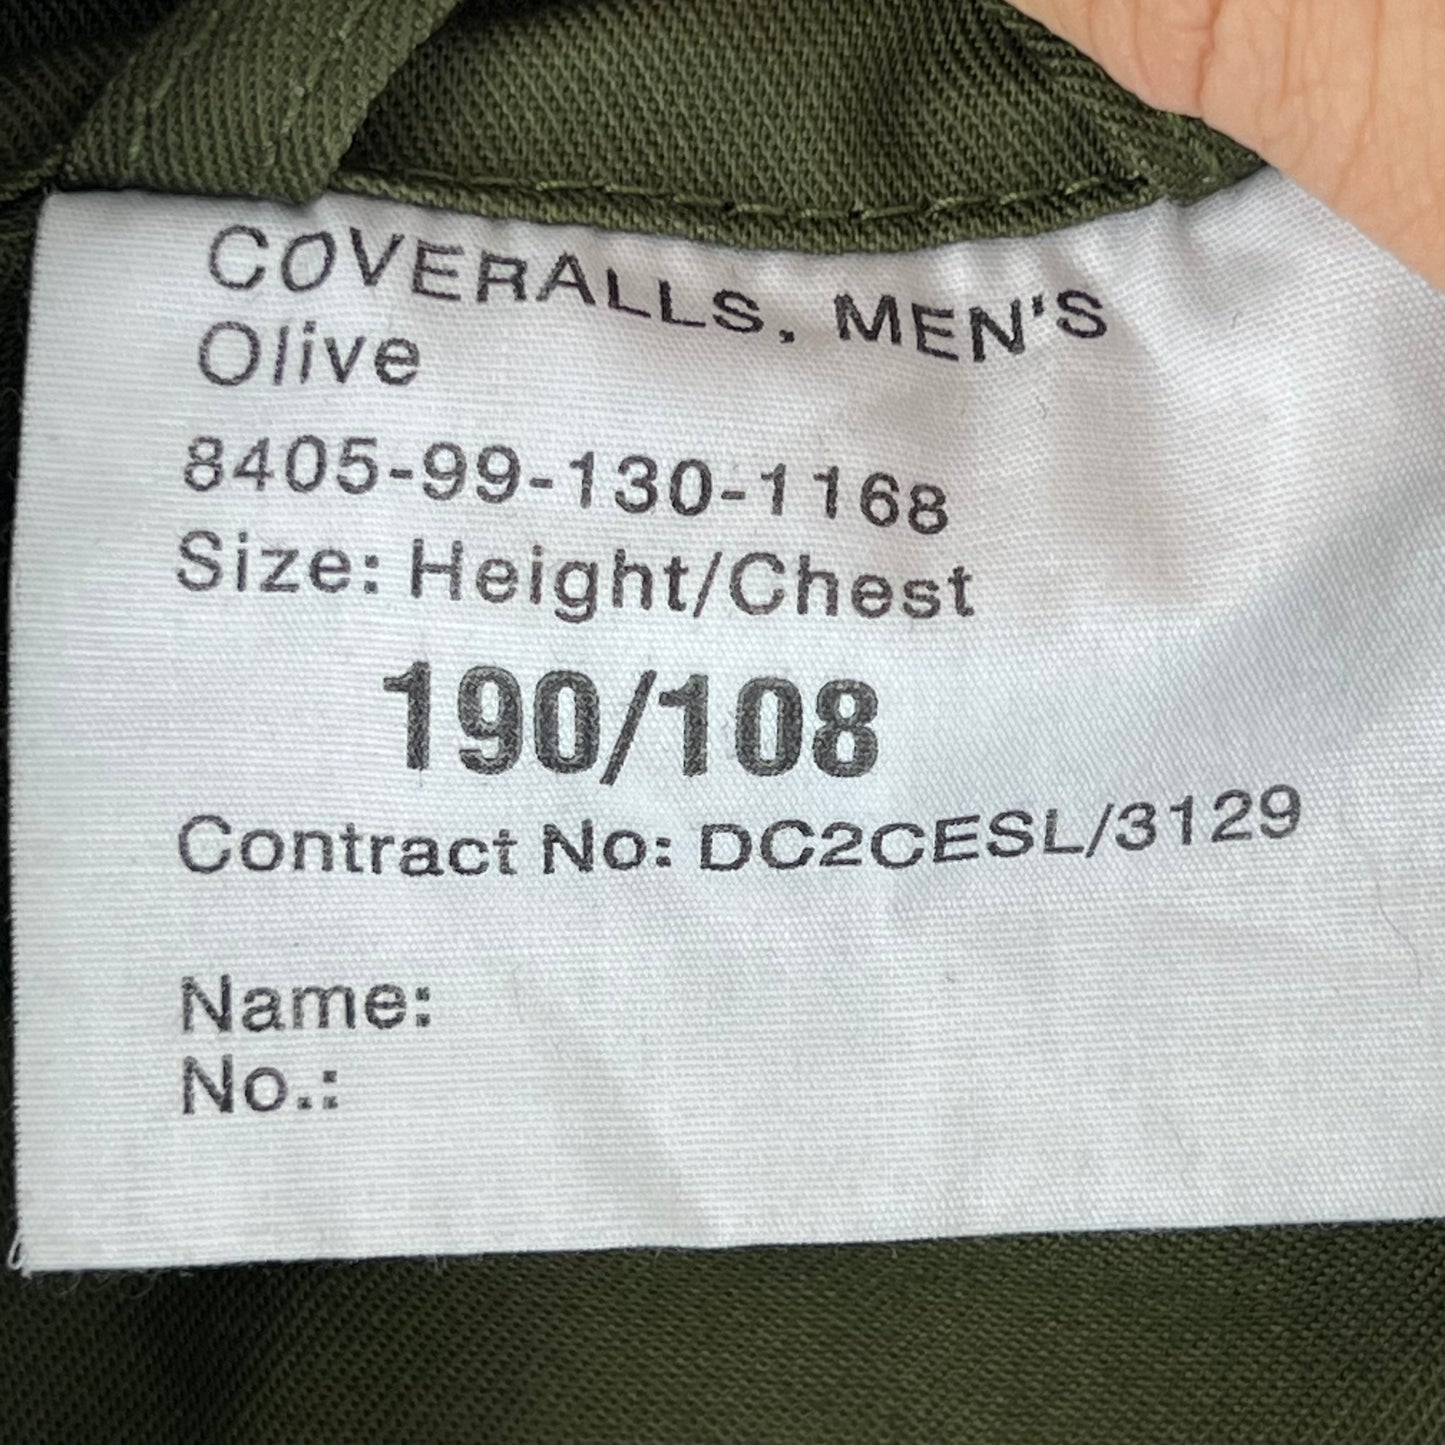 COVERALLS, MEN'S
Olive
8405-99-130-1168
Size: Height/Chest
190/108
Contract No: DC2CESL/3129
Name:
No.: